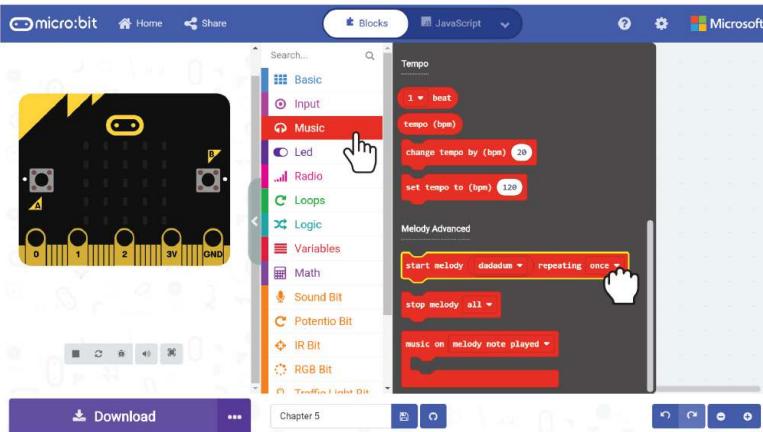 micro:bit Home Share Blocks JavaScript ? Microsoft
Search...
Basic
Input
Music
Led
Radio
Loops
Logic
Variables
Math
Sound Bit
Potentio Bit
IR Bit
RGB Bit
Traffic Light Bit
Tempo
1 beat
tempo (bpm)
change tempo by (bpm) 20
set tempo to (bpm) 120
Melody Advanced
start melody dadadum repeating once
stop melody all
music on melody note played
A
B
0 1 2 3V GND
Download
Chapter 5